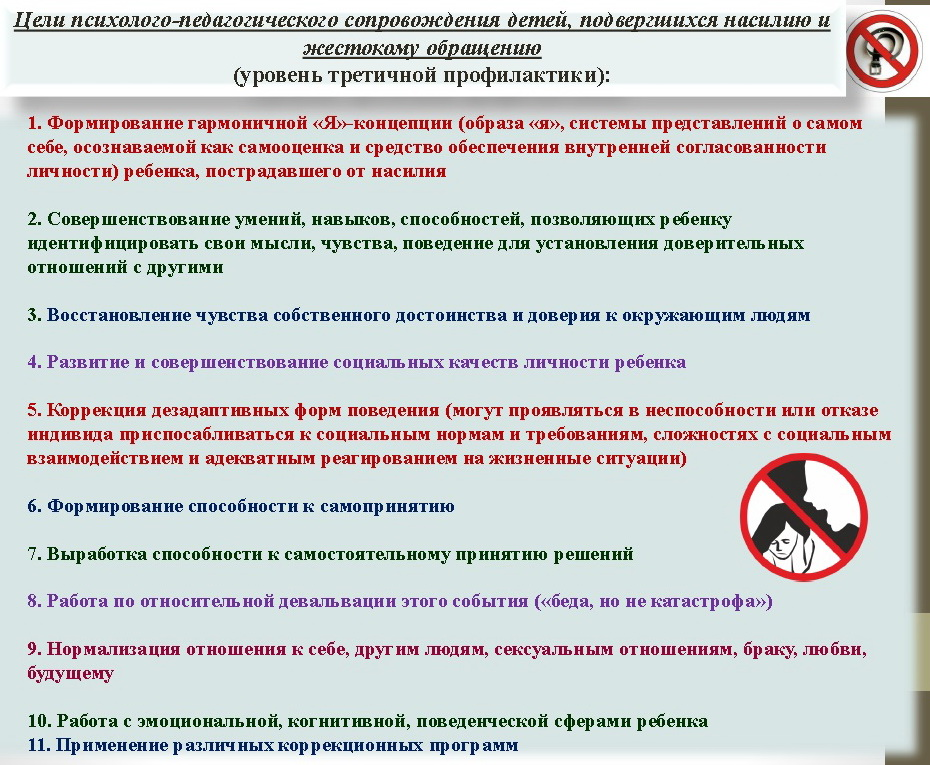 Цели психолого-педагогического сопровождения детей, подвергшихся насилию и
жестокому обращению
(уровень третичной профилактики):
1. Формирование гармоничной «Я»-концепции (образа «я», системы представлений о самом
себе, осознаваемой как самооценка и средство обеспечения внутренней согласованности
личности) ребенка, пострадавшего от насилия
2. Совершенствование умений, навыков, способностей, позволяющих ребенку
идентифицировать свои мысли, чувства, поведение для установления доверительных
отношений с другими
3. Восстановление чувства собственного достоинства и доверия к окружающим людям
4. Развитие и совершенствование социальных качеств личности ребенка
5. Коррекция дезадаптивных форм поведения (могут проявляться в неспособности или отказе
индивида приспосабливаться к социальным нормам и требованиям, сложностях с социальным
взаимодействием и адекватным реагированием на жизненные ситуации)
6. Формирование способности к самопринятию
7. Выработка способности к самостоятельному принятию решений
8. Работа по относительной девальвации этого события («беда, но не катастрофа»)
9. Нормализация отношения к себе, другим людям, сексуальным отношениям, браку, любви,
будущему
10. Работа с эмоциональной, когнитивной, поведенческой сферами ребенка
11. Применение различных коррекционных программ